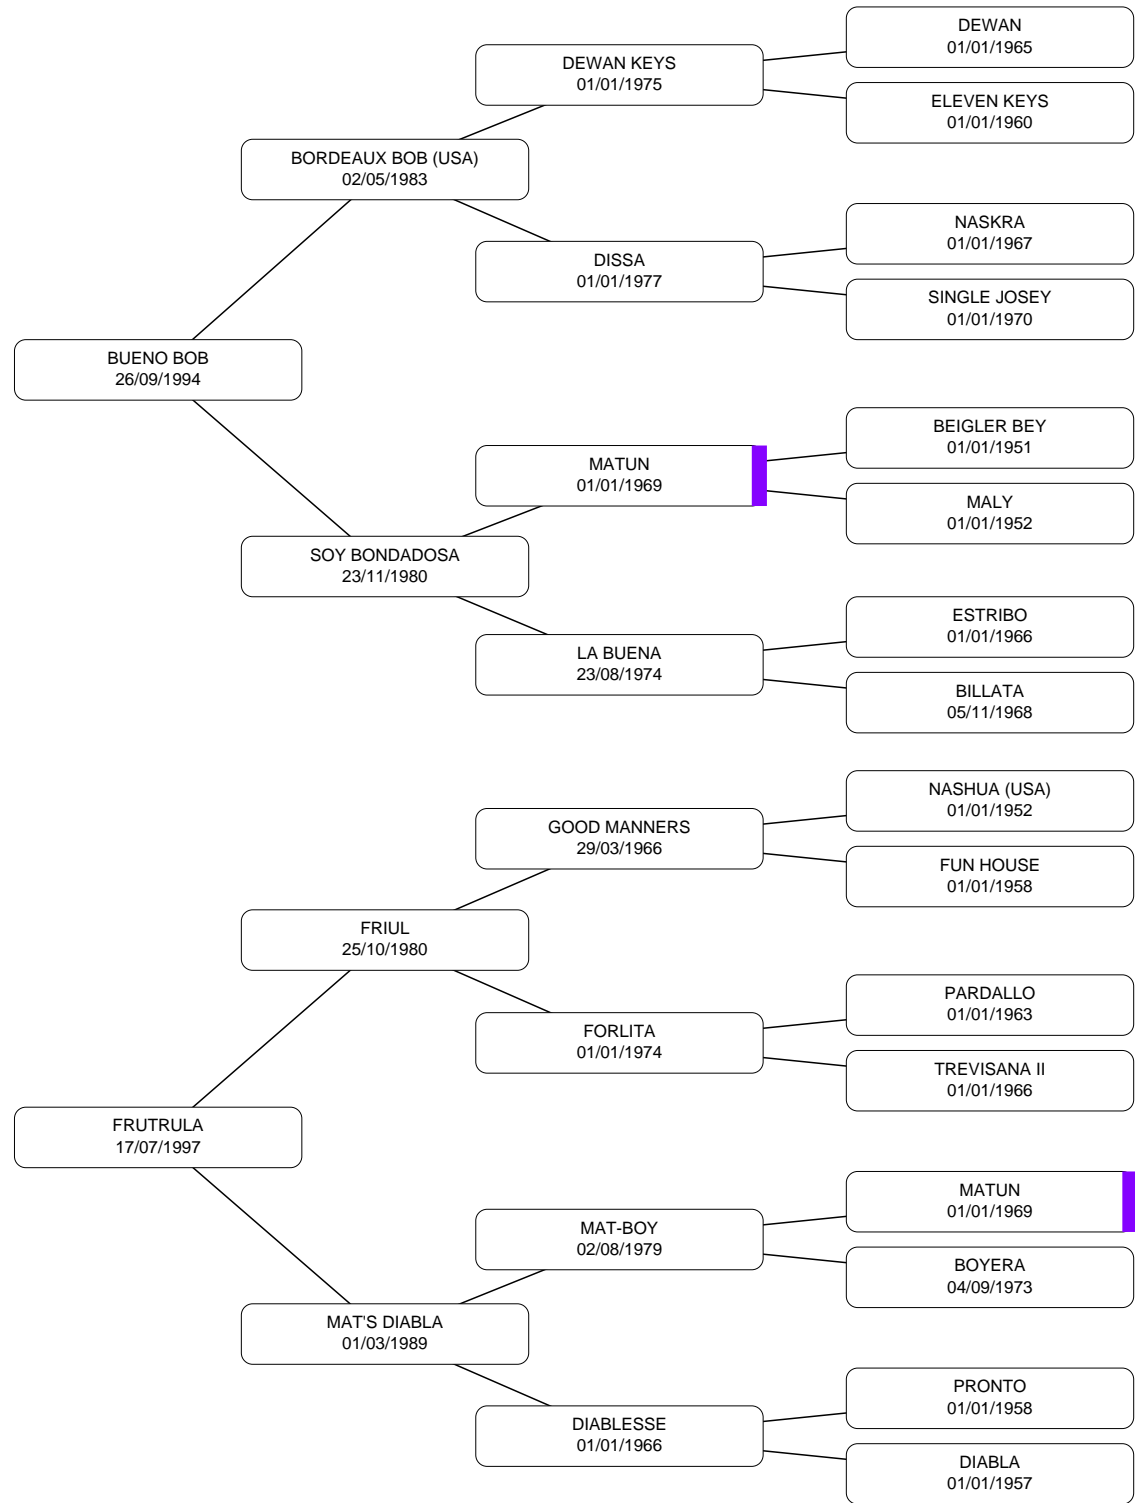 DEWAN
01/01/1965
DEWAN KEYS
01/01/1975
ELEVEN KEYS
01/01/1960
BORDEAUX BOB (USA)
02/05/1983
NASKRA
01/01/1967
DISSA
01/01/1977
SINGLE JOSEY
01/01/1970
BUENO BOB
26/09/1994
BEIGLER BEY
01/01/1951
MATUN
01/01/1969
MALY
01/01/1952
SOY BONDADOSA
23/11/1980
ESTRIBO
01/01/1966
LA BUENA
23/08/1974
BILLATA
05/11/1968
NASHUA (USA)
01/01/1952
GOOD MANNERS
29/03/1966
FUN HOUSE
01/01/1958
FRIUL
25/10/1980
PARDALLO
01/01/1963
FORLITA
01/01/1974
TREVISANA II
01/01/1966
FRUTRULA
17/07/1997
MATUN
01/01/1969
MAT-BOY
02/08/1979
BOYERA
04/09/1973
MAT'S DIABLA
01/03/1989
PRONTO
01/01/1958
DIABLESSE
01/01/1966
DIABLA
01/01/1957